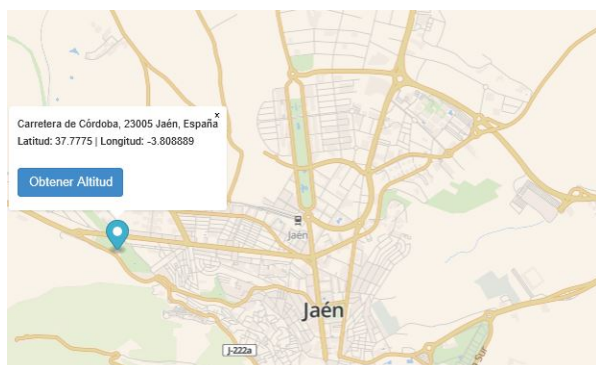 x
Carretera de Córdoba, 23005 Jaén, España
Latitud: 37.7775 | Longitud: -3.808889
Obtener Altitud
Jaén
Jaén
J-222a